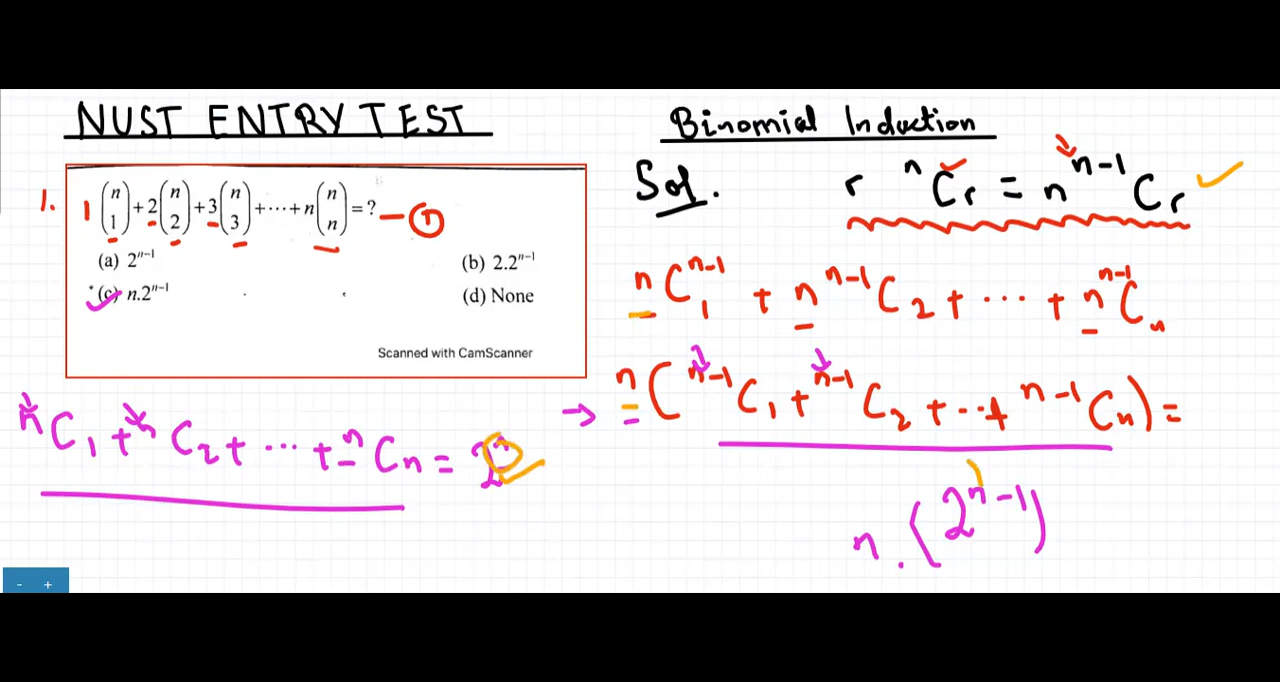 NUST ENTRY TEST
1. 1(n 1) + 2(n 2) + 3(n 3) + ··· + n(n n) = ? — ①
(a) 2^{n−1} (b) 2.2^{n−1}
(c) n.2^{n−1} (d) None
Scanned with CamScanner
ⁿC₁ + ⁿC₂ + ··· + ⁿCₙ = 2ⁿ
Binomial Induction
Sol. r ⁿCᵣ = n ⁿ⁻¹Cᵣ
n C₁ⁿ⁻¹ + n ⁿ⁻¹C₂ + ··· + n ⁿ⁻¹Cₙ
→ n(ⁿ⁻¹C₁ + ⁿ⁻¹C₂ + ··· + ⁿ⁻¹Cₙ) =
n.(2ⁿ⁻¹)
- +